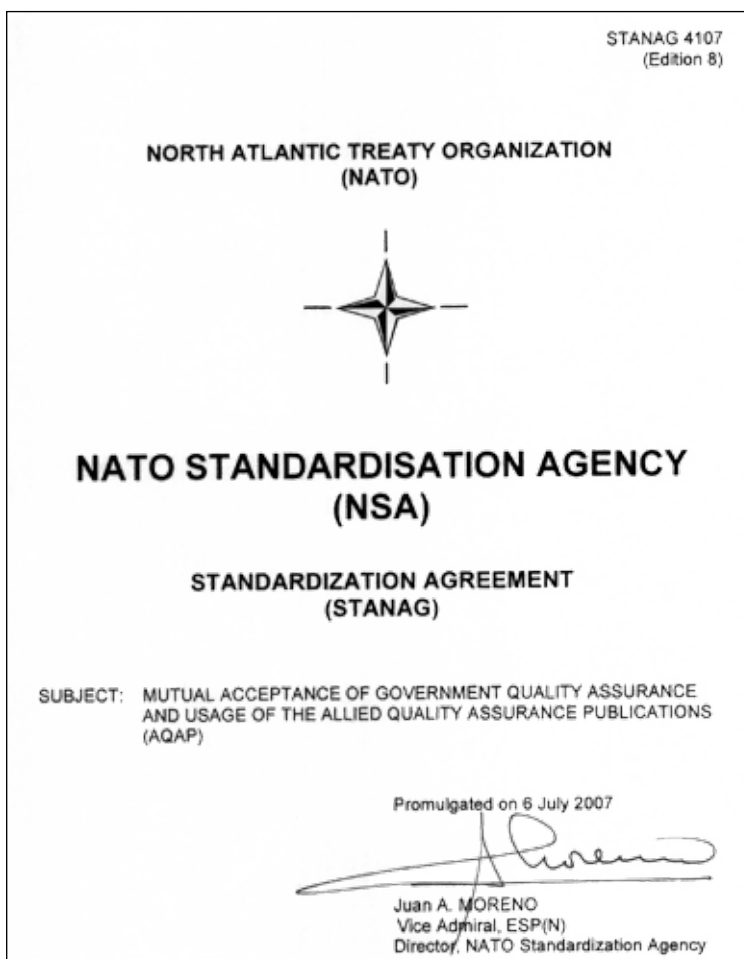 STANAG 4107
(Edition 8)
NORTH ATLANTIC TREATY ORGANIZATION
(NATO)
NATO STANDARDISATION AGENCY
(NSA)
STANDARDIZATION AGREEMENT
(STANAG)
SUBJECT: MUTUAL ACCEPTANCE OF GOVERNMENT QUALITY ASSURANCE
AND USAGE OF THE ALLIED QUALITY ASSURANCE PUBLICATIONS
(AQAP)
Promulgated on 6 July 2007
Juan A. MORENO
Vice Admiral, ESP(N)
Director, NATO Standardization Agency